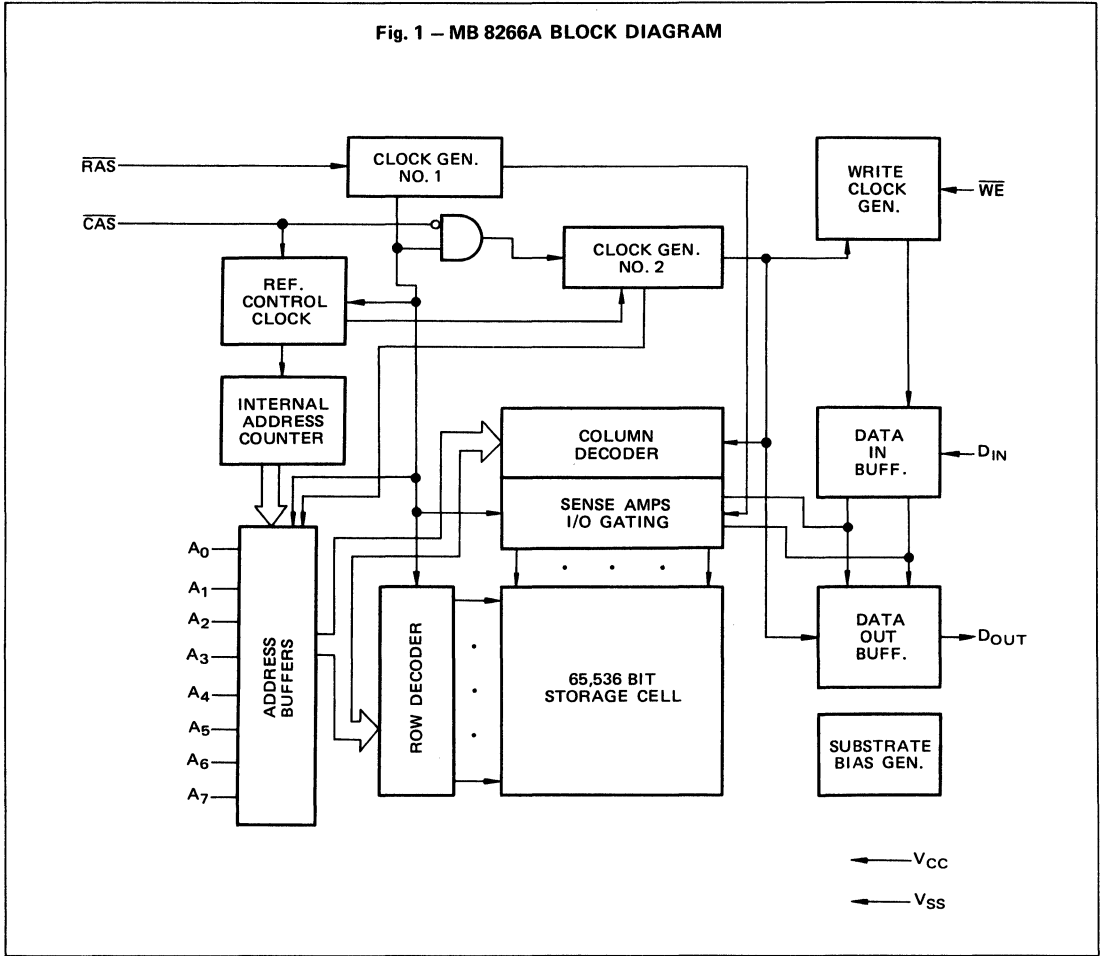 Fig. 1 – MB 8266A BLOCK DIAGRAM
R̅A̅S̅
CLOCK GEN.
NO. 1
WRITE
CLOCK
GEN.
W̅E̅
C̅A̅S̅
CLOCK GEN.
NO. 2
REF.
CONTROL
CLOCK
INTERNAL
ADDRESS
COUNTER
COLUMN
DECODER
DATA
IN
BUFF.
DIN
SENSE AMPS
I/O GATING
A0
A1
A2
A3
A4
A5
A6
A7
ADDRESS
BUFFERS
ROW DECODER
65,536 BIT
STORAGE CELL
DATA
OUT
BUFF.
DOUT
SUBSTRATE
BIAS GEN.
VCC
VSS